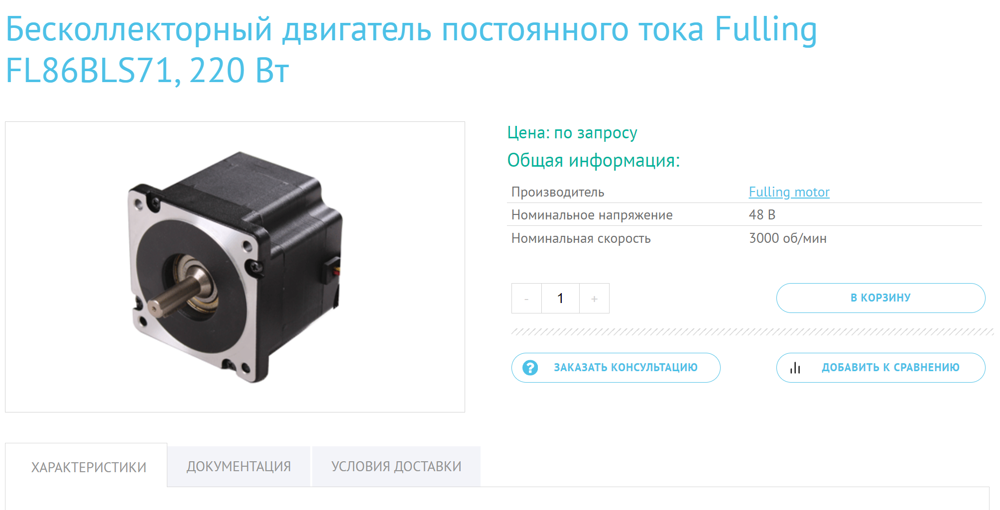 Бесколлекторный двигатель постоянного тока Fulling
FL86BLS71, 220 Вт
Цена: по запросу
Общая информация:
Производитель Fulling motor
Номинальное напряжение 48 В
Номинальная скорость 3000 об/мин
- 1 + В КОРЗИНУ
? ЗАКАЗАТЬ КОНСУЛЬТАЦИЮ ДОБАВИТЬ К СРАВНЕНИЮ
ХАРАКТЕРИСТИКИ ДОКУМЕНТАЦИЯ УСЛОВИЯ ДОСТАВКИ